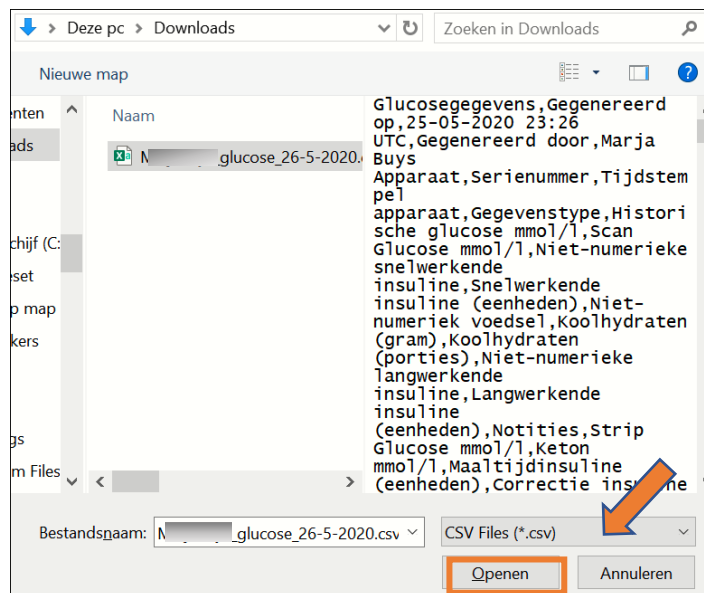 Deze pc > Downloads
Zoeken in Downloads
Nieuwe map
enten
ads
chijf (C:
eset
p map
kers
gs
m Files
Naam
M glucose_26-5-2020.
Glucosegegevens,Gegenereerd
op,25-05-2020 23:26
UTC,Gegenereerd door,Marja
Buys
Apparaat,Serienummer,Tijdstem
pel
apparaat,Gegevenstype,Histori
sche glucose mmol/l,Scan
Glucose mmol/l,Niet-numerieke
snelwerkende
insuline,Snelwerkende
insuline (eenheden),Niet-
numeriek voedsel,Koolhydraten
(gram),Koolhydraten
(porties),Niet-numerieke
langwerkende
insuline,Langwerkende
insuline
(eenheden),Notities,Strip
Glucose mmol/l,Keton
mmol/l,Maaltijdinsuline
(eenheden),Correctie insuline
Bestandsnaam:
_glucose_26-5-2020.csv
CSV Files (*.csv)
Openen
Annuleren